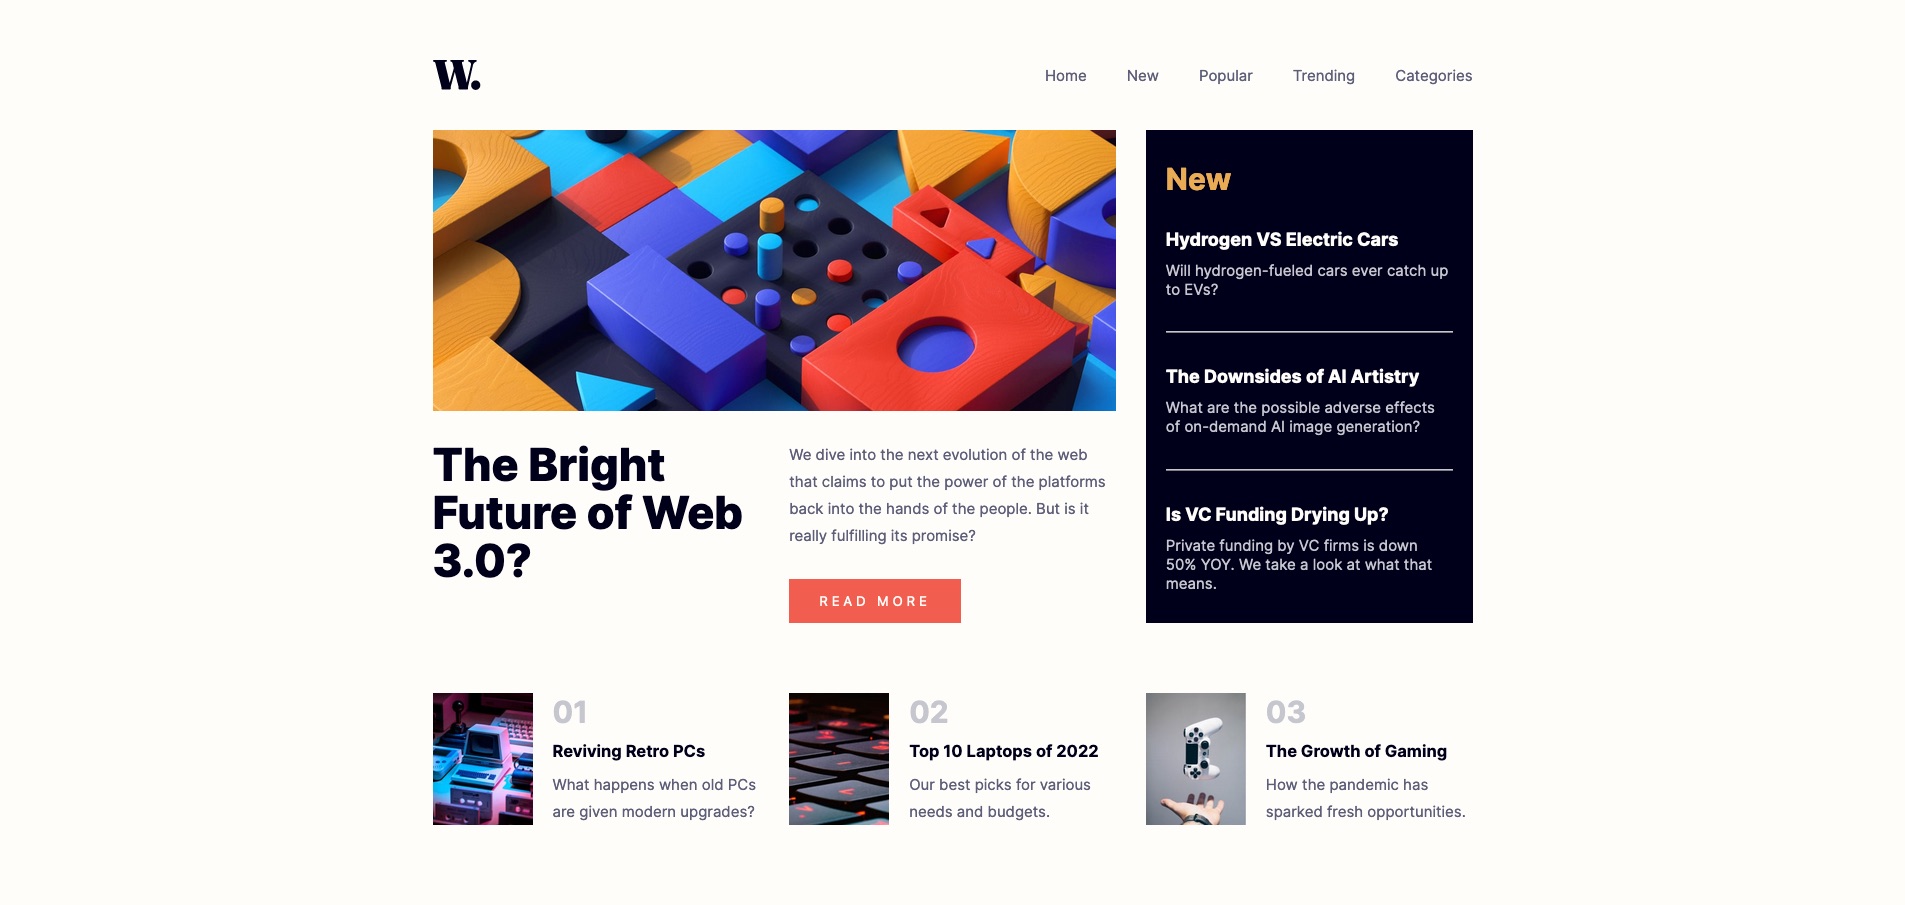 W.
Home New Popular Trending Categories
The Bright
Future of Web
3.0?
We dive into the next evolution of the web
that claims to put the power of the platforms
back into the hands of the people. But is it
really fulfilling its promise?
READ MORE
New
Hydrogen VS Electric Cars
Will hydrogen-fueled cars ever catch up
to EVs?
The Downsides of AI Artistry
What are the possible adverse effects
of on-demand AI image generation?
Is VC Funding Drying Up?
Private funding by VC firms is down
50% YOY. We take a look at what that
means.
01
Reviving Retro PCs
What happens when old PCs
are given modern upgrades?
02
Top 10 Laptops of 2022
Our best picks for various
needs and budgets.
03
The Growth of Gaming
How the pandemic has
sparked fresh opportunities.